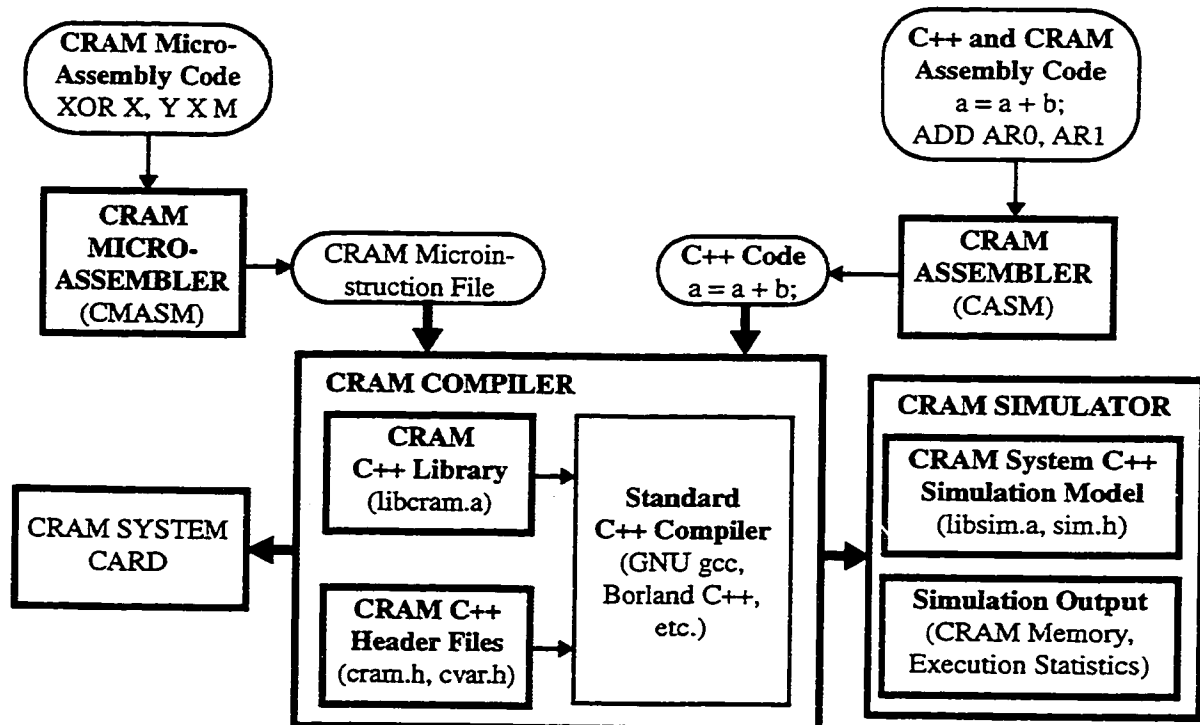 CRAM Micro-
Assembly Code
XOR X, Y X M
C++ and CRAM
Assembly Code
a = a + b;
ADD AR0, AR1
CRAM
MICRO-
ASSEMBLER
(CMASM)
CRAM Microin-
struction File
C++ Code
a = a + b;
CRAM
ASSEMBLER
(CASM)
CRAM COMPILER
CRAM
C++ Library
(libcram.a)
CRAM C++
Header Files
(cram.h, cvar.h)
Standard
C++ Compiler
(GNU gcc,
Borland C++,
etc.)
CRAM SYSTEM
CARD
CRAM SIMULATOR
CRAM System C++
Simulation Model
(libsim.a, sim.h)
Simulation Output
(CRAM Memory,
Execution Statistics)